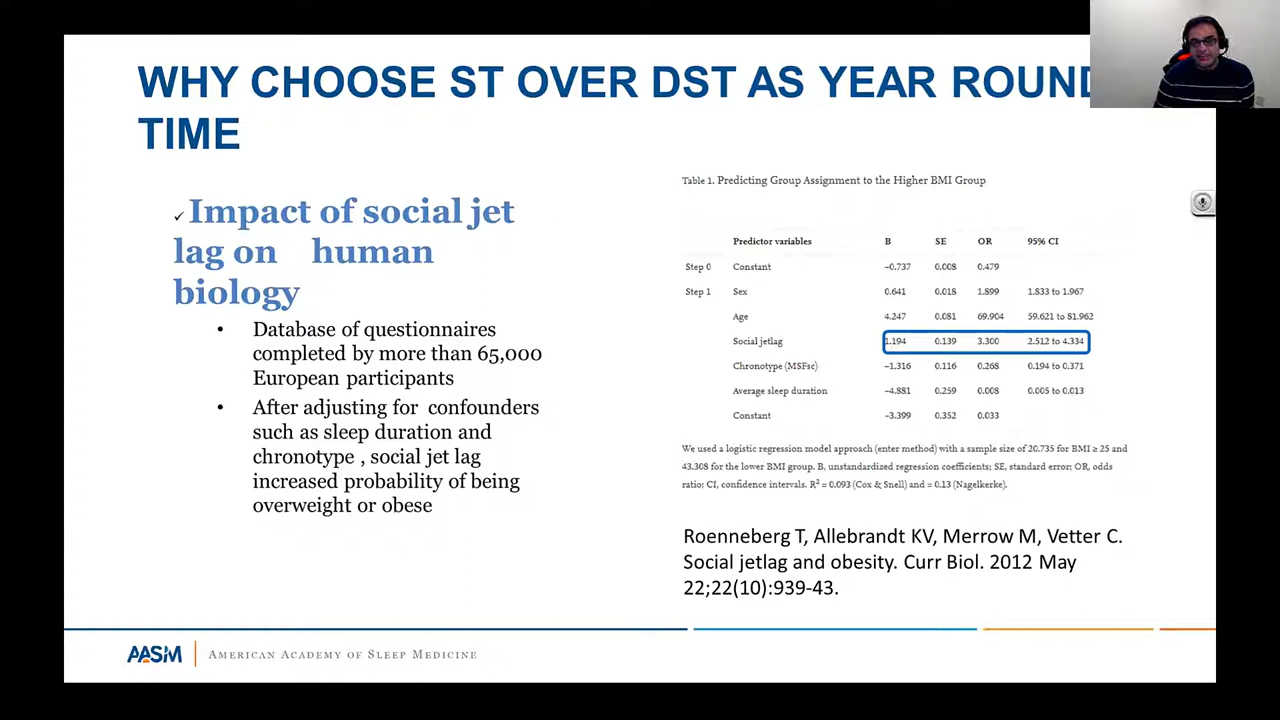 WHY CHOOSE ST OVER DST AS YEAR ROUND
TIME
✓ Impact of social jet
lag on human
biology
• Database of questionnaires
completed by more than 65,000
European participants
• After adjusting for confounders
such as sleep duration and
chronotype , social jet lag
increased probability of being
overweight or obese
Table 1. Predicting Group Assignment to the Higher BMI Group
Predictor variables B SE OR 95% CI
Step 0 Constant −0.737 0.008 0.479
Step 1 Sex 0.641 0.018 1.899 1.833 to 1.967
Age 4.247 0.081 69.904 59.621 to 81.962
Social jetlag 1.194 0.139 3.300 2.512 to 4.334
Chronotype (MSFsc) −1.316 0.116 0.268 0.194 to 0.371
Average sleep duration −4.881 0.259 0.008 0.005 to 0.013
Constant −3.399 0.352 0.033
We used a logistic regression model approach (enter method) with a sample size of 20.735 for BMI ≥ 25 and
43.308 for the lower BMI group. B, unstandardized regression coefficients; SE, standard error; OR, odds
ratio; CI, confidence intervals. R² = 0.093 (Cox & Snell) and = 0.13 (Nagelkerke).
Roenneberg T, Allebrandt KV, Merrow M, Vetter C.
Social jetlag and obesity. Curr Biol. 2012 May
22;22(10):939-43.
AASM AMERICAN ACADEMY OF SLEEP MEDICINE